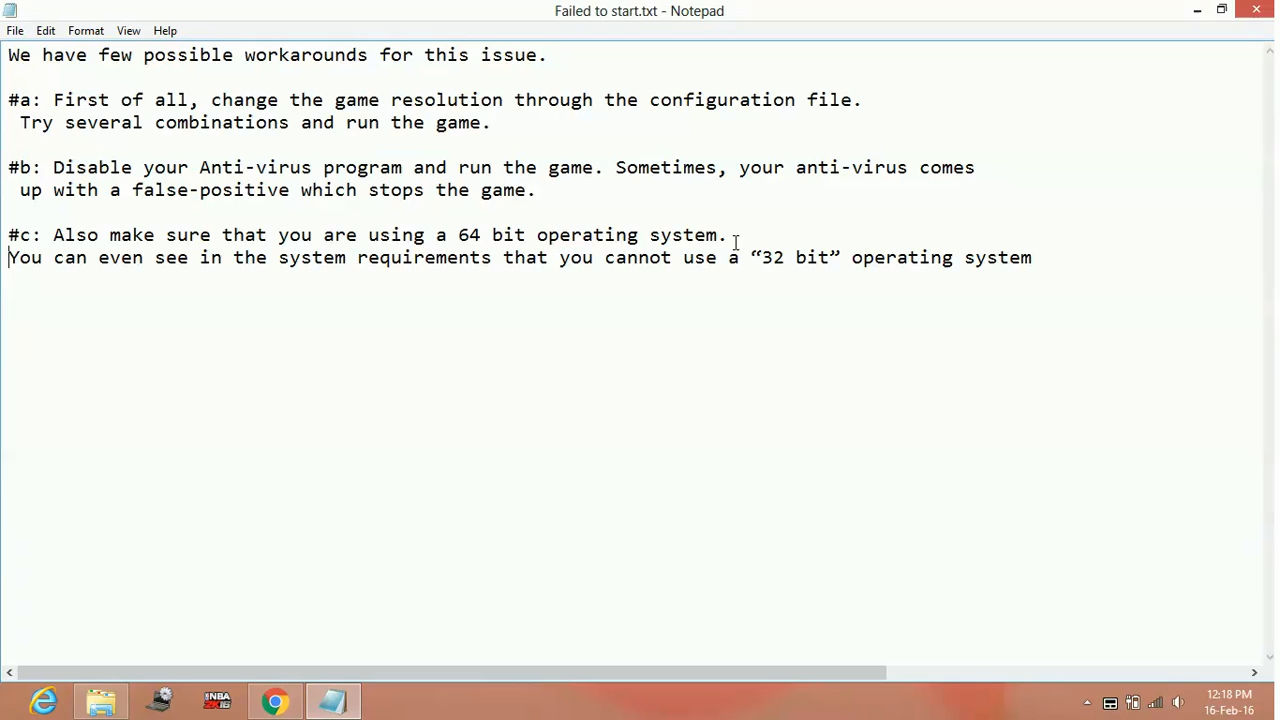 Failed to start.txt - Notepad
File Edit Format View Help
We have few possible workarounds for this issue.
#a: First of all, change the game resolution through the configuration file.
Try several combinations and run the game.
#b: Disable your Anti-virus program and run the game. Sometimes, your anti-virus comes
up with a false-positive which stops the game.
#c: Also make sure that you are using a 64 bit operating system.
You can even see in the system requirements that you cannot use a “32 bit” operating system
NBA
2K16
12:18 PM
16-Feb-16